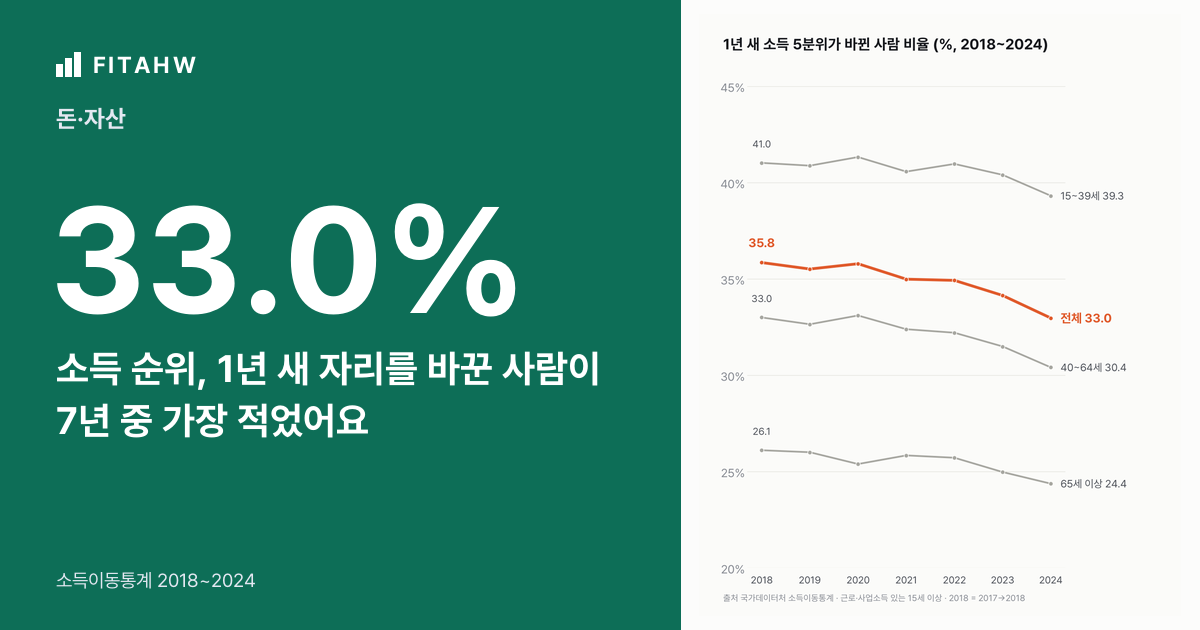 FITAHW
돈·자산
33.0%
소득 순위, 1년 새 자리를 바꾼 사람이
7년 중 가장 적었어요
소득이동통계 2018~2024
1년 새 소득 5분위가 바뀐 사람 비율 (%, 2018~2024)
45%
41.0
40%
15~39세 39.3
35.8
35%
33.0
전체 33.0
30%
40~64세 30.4
26.1
25%
65세 이상 24.4
20%
2018 2019 2020 2021 2022 2023 2024
출처 국가데이터처 소득이동통계 · 근로·사업소득 있는 15세 이상 · 2018 = 2017→2018